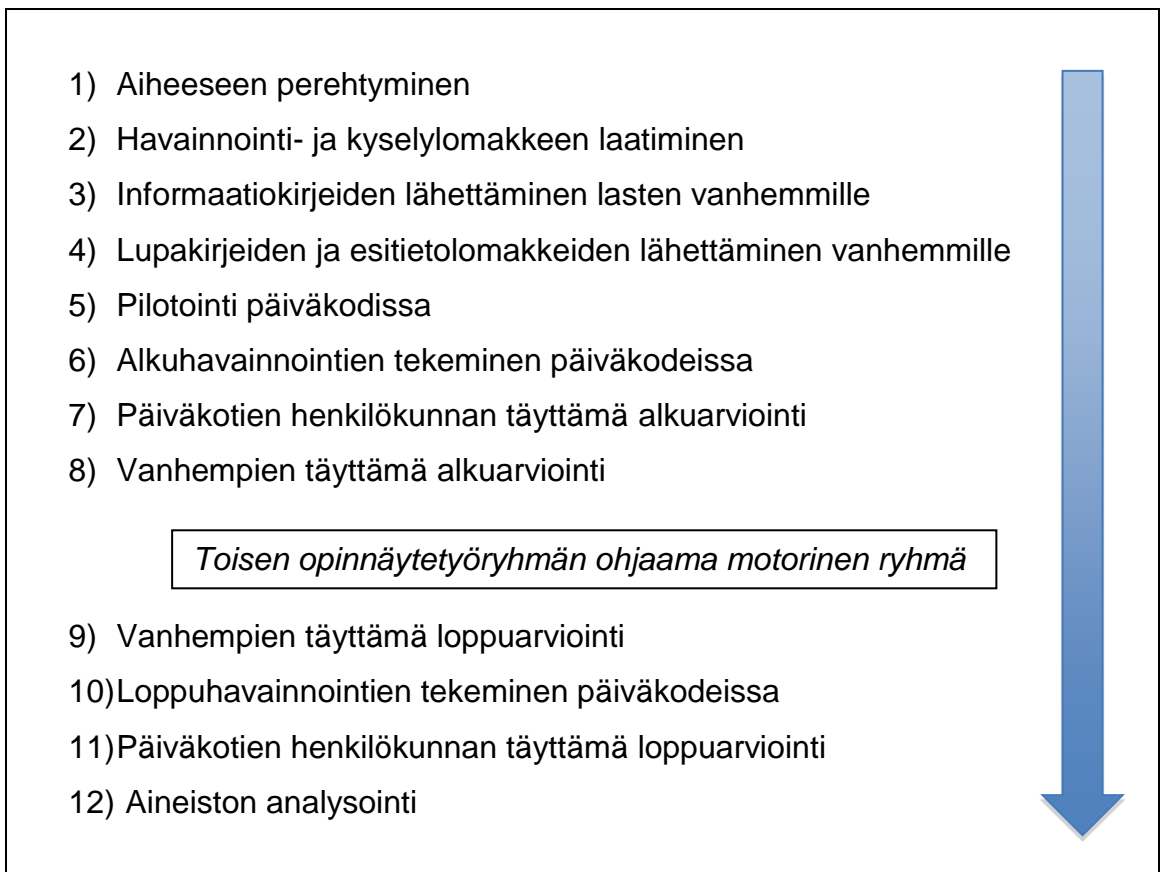 1) Aiheeseen perehtyminen
2) Havainnointi- ja kyselylomakkeen laatiminen
3) Informaatiokirjeiden lähettäminen lasten vanhemmille
4) Lupakirjeiden ja esitietolomakkeiden lähettäminen vanhemmille
5) Pilotointi päiväkodissa
6) Alkuhavainnointien tekeminen päiväkodeissa
7) Päiväkotien henkilökunnan täyttämä alkuarviointi
8) Vanhempien täyttämä alkuarviointi
Toisen opinnäytetyöryhmän ohjaama motorinen ryhmä
9) Vanhempien täyttämä loppuarviointi
10)Loppuhavainnointien tekeminen päiväkodeissa
11)Päiväkotien henkilökunnan täyttämä loppuarviointi
12) Aineiston analysointi